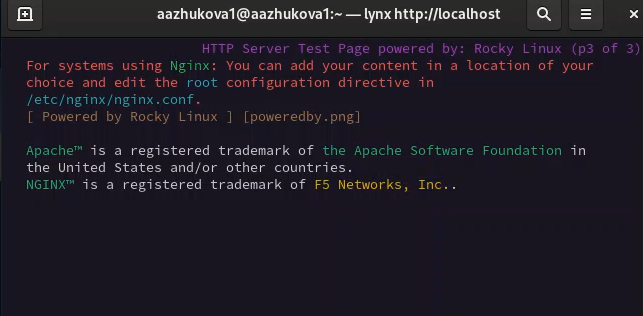 aazhukova1@aazhukova1:~ — lynx http://localhost
HTTP Server Test Page powered by: Rocky Linux (p3 of 3)
For systems using Nginx: You can add your content in a location of your
choice and edit the root configuration directive in
/etc/nginx/nginx.conf.
[ Powered by Rocky Linux ] [poweredby.png]
Apache™ is a registered trademark of the Apache Software Foundation in
the United States and/or other countries.
NGINX™ is a registered trademark of F5 Networks, Inc..